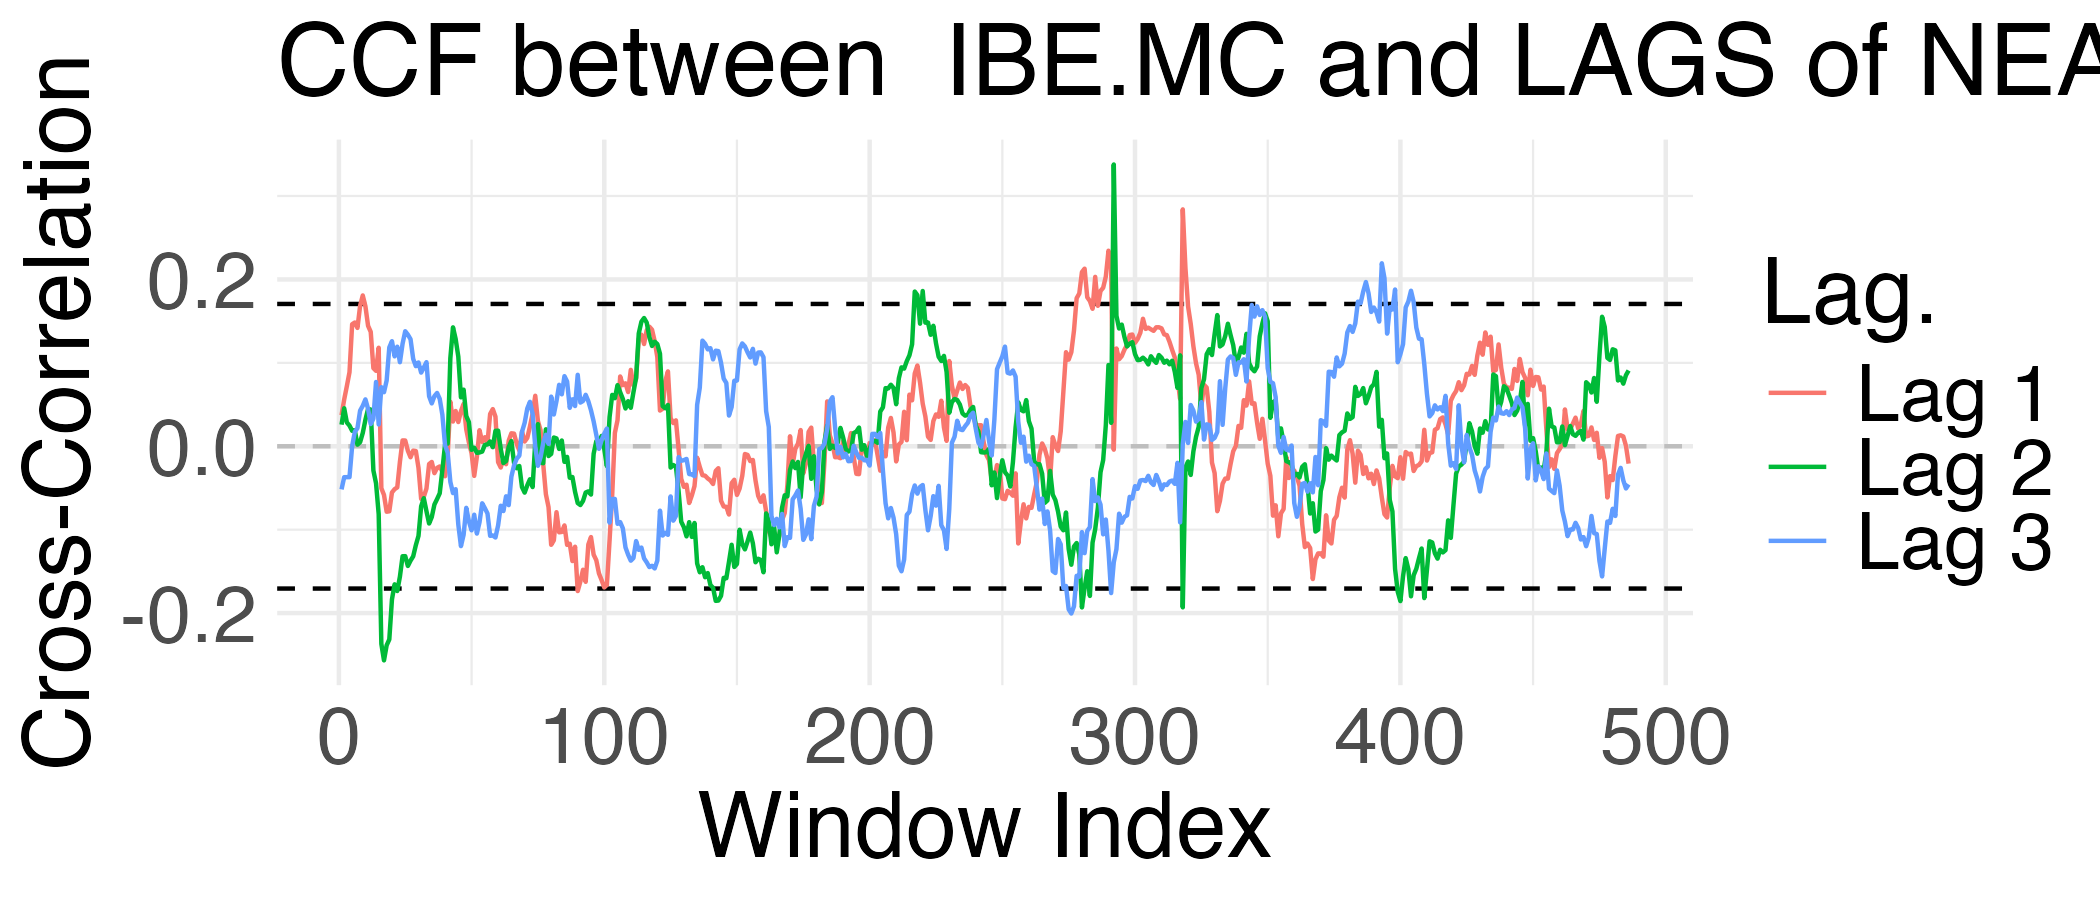 CCF between  IBE.MC and LAGS of NEA
Cross-Correlation
0.2
0.0
-0.2
0
100
200
300
400
500
Window Index
Lag.
Lag 1
Lag 2
Lag 3